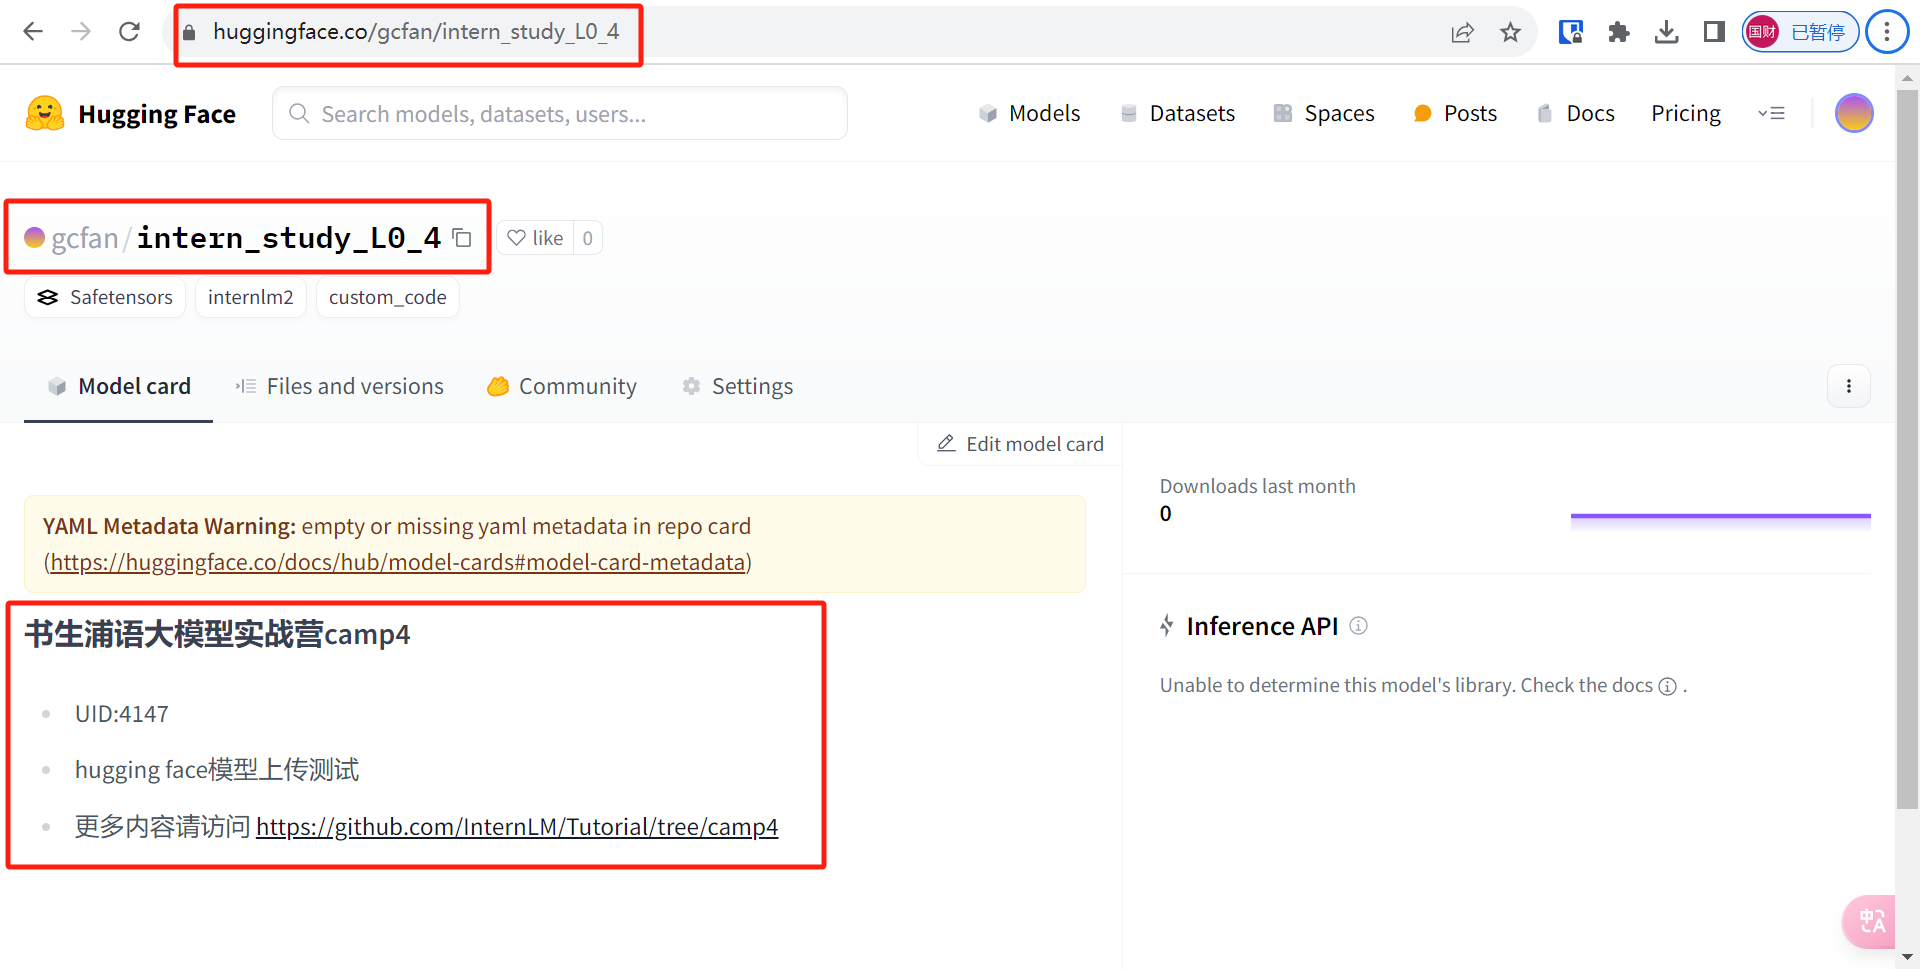 huggingface.co/gcfan/intern_study_L0_4
国财 已暂停
Hugging Face
Search models, datasets, users...
Models
Datasets
Spaces
Posts
Docs
Pricing
gcfan/intern_study_L0_4
like 0
Safetensors
internlm2
custom_code
Model card
Files and versions
Community
Settings
Edit model card
YAML Metadata Warning: empty or missing yaml metadata in repo card
(https://huggingface.co/docs/hub/model-cards#model-card-metadata)
Downloads last month
0
书生浦语大模型实战营camp4
UID:4147
hugging face模型上传测试
更多内容请访问 https://github.com/InternLM/Tutorial/tree/camp4
Inference API
Unable to determine this model's library. Check the docs .
中A